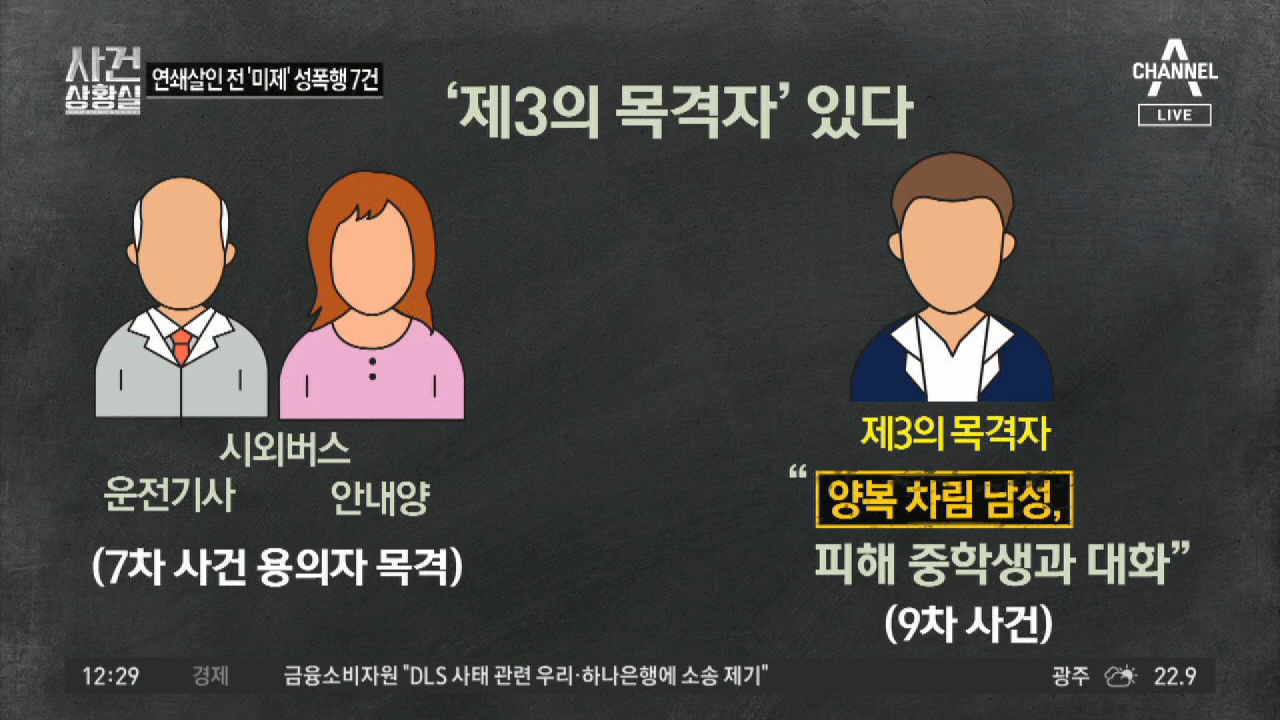 사건
상황실
연쇄살인 전 '미제' 성폭행 7건
CHANNEL A
LIVE
‘제3의 목격자’ 있다
시외버스
운전기사 안내양
(7차 사건 용의자 목격)
제3의 목격자
“양복 차림 남성,
피해 중학생과 대화”
(9차 사건)
12:29 경제 금융소비자원 "DLS 사태 관련 우리·하나은행에 소송 제기" 광주 22.9